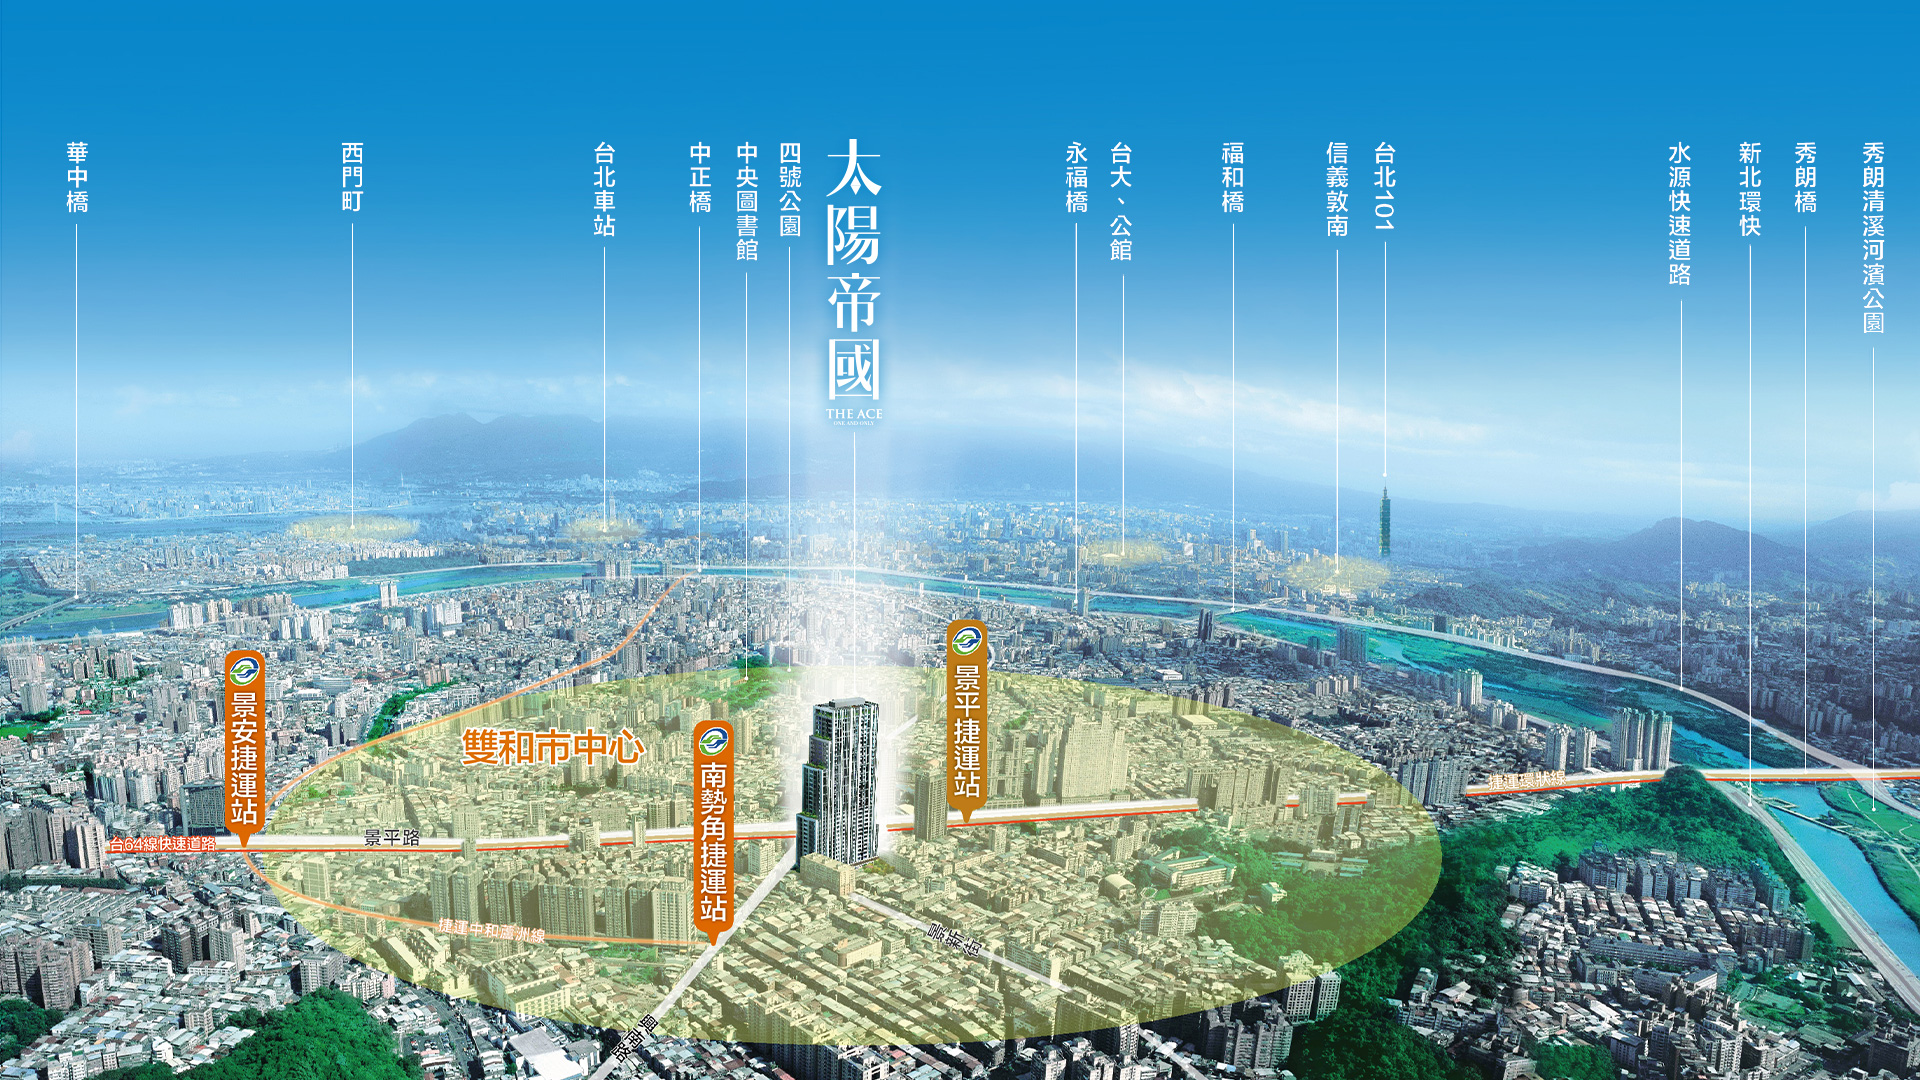 華中橋
西門町
台北車站
中正橋
中央圖書館
四號公園
太陽帝國
THE ACE
ONE AND ONLY
永福橋
台大、公館
福和橋
信義敦南
台北101
水源快速道路
新北環快
秀朗橋
秀朗清溪河濱公園
景安捷運站
雙和市中心
南勢角捷運站
景平捷運站
捷運環狀線
台64線快速道路
景平路
捷運中和蘆洲線
景新街
興南路